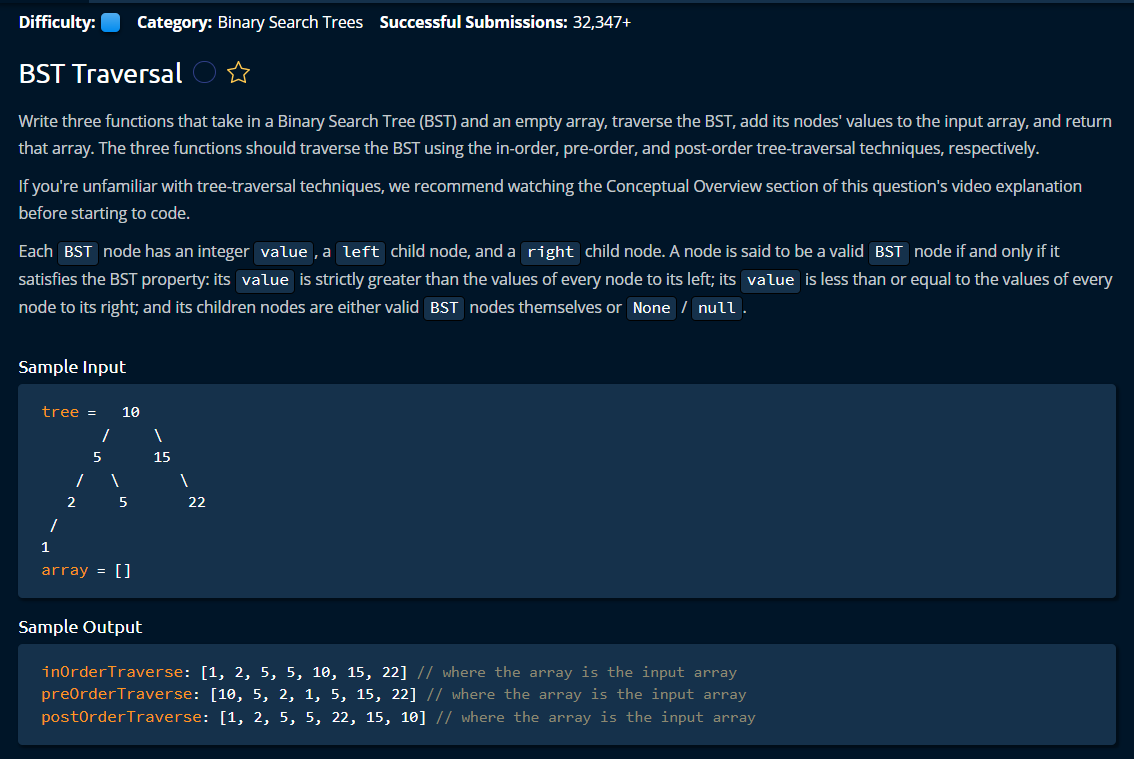 Difficulty: Category: Binary Search Trees Successful Submissions: 32,347+
BST Traversal
Write three functions that take in a Binary Search Tree (BST) and an empty array, traverse the BST, add its nodes' values to the input array, and return
that array. The three functions should traverse the BST using the in-order, pre-order, and post-order tree-traversal techniques, respectively.
If you're unfamiliar with tree-traversal techniques, we recommend watching the Conceptual Overview section of this question's video explanation
before starting to code.
Each BST node has an integer value, a left child node, and a right child node. A node is said to be a valid BST node if and only if it
satisfies the BST property: its value is strictly greater than the values of every node to its left; its value is less than or equal to the values of every
node to its right; and its children nodes are either valid BST nodes themselves or None / null.
Sample Input
tree =   10
       /     \
      5      15
    /   \       \
   2     5       22
 /
1
array = []
Sample Output
inOrderTraverse: [1, 2, 5, 5, 10, 15, 22] // where the array is the input array
preOrderTraverse: [10, 5, 2, 1, 5, 15, 22] // where the array is the input array
postOrderTraverse: [1, 2, 5, 5, 22, 15, 10] // where the array is the input array